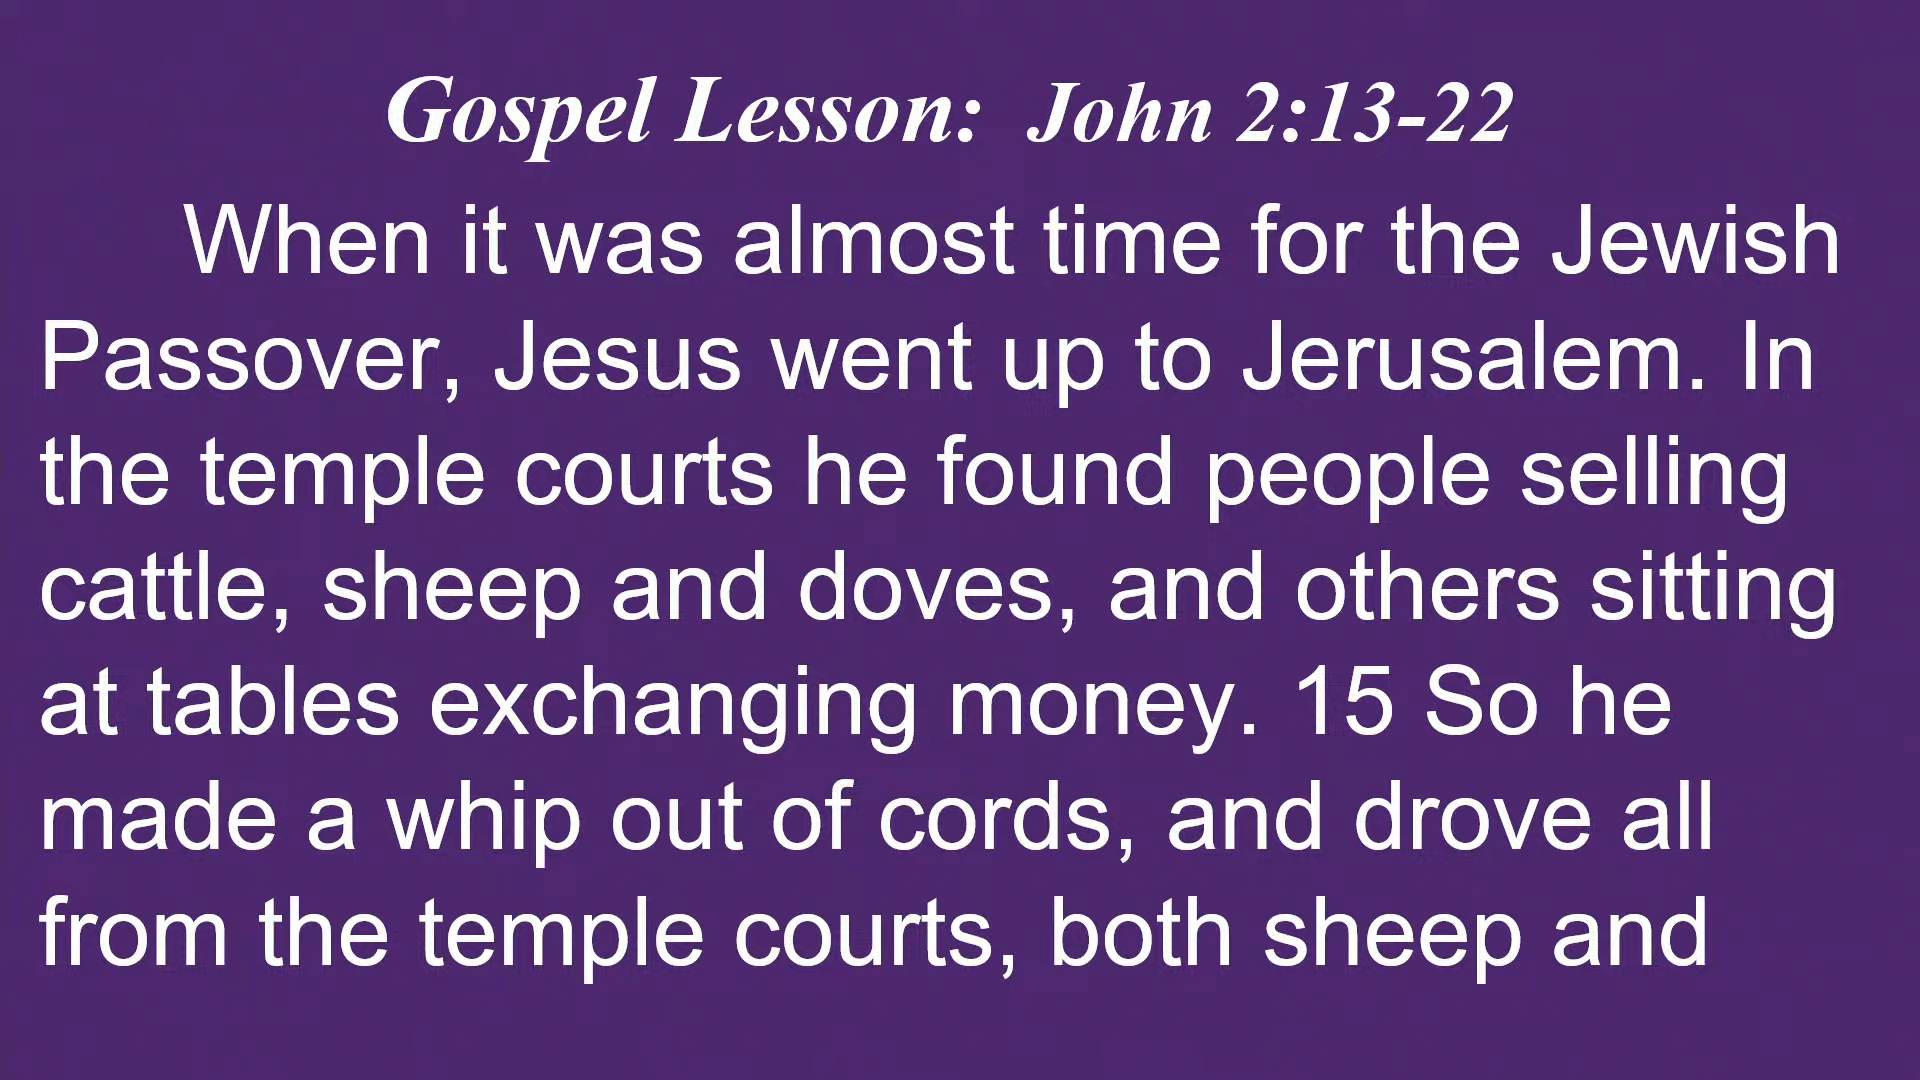 Gospel Lesson: John 2:13-22
When it was almost time for the Jewish
Passover, Jesus went up to Jerusalem. In
the temple courts he found people selling
cattle, sheep and doves, and others sitting
at tables exchanging money. 15 So he
made a whip out of cords, and drove all
from the temple courts, both sheep and